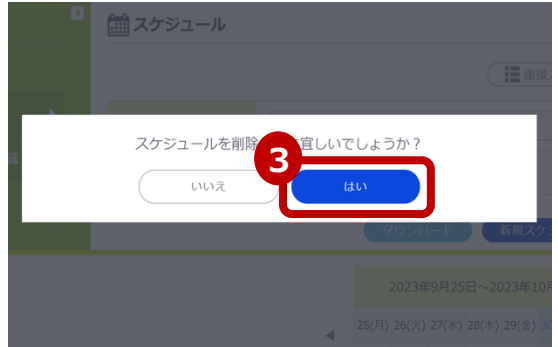 スケジュール
面接
スケジュールを削除 宜しいでしょうか？
3
いいえ
はい
ダウンロード
新規スケ
2023年9月25日～2023年10月
25(月) 26(火) 27(水) 28(木) 29(金) 30